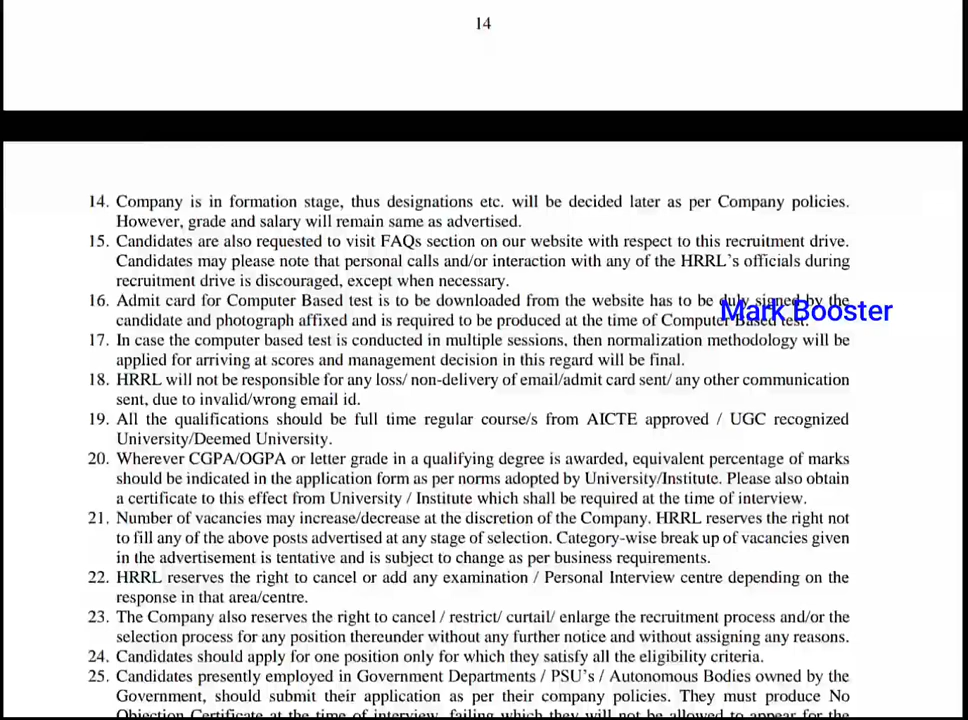 14
14. Company is in formation stage, thus designations etc. will be decided later as per Company policies.
However, grade and salary will remain same as advertised.
15. Candidates are also requested to visit FAQs section on our website with respect to this recruitment drive.
Candidates may please note that personal calls and/or interaction with any of the HRRL's officials during
recruitment drive is discouraged, except when necessary.
16. Admit card for Computer Based test is to be downloaded from the website has to be duly signed by the
candidate and photograph affixed and is required to be produced at the time of Computer Based test.
Mark Booster
17. In case the computer based test is conducted in multiple sessions, then normalization methodology will be
applied for arriving at scores and management decision in this regard will be final.
18. HRRL will not be responsible for any loss/ non-delivery of email/admit card sent/ any other communication
sent, due to invalid/wrong email id.
19. All the qualifications should be full time regular course/s from AICTE approved / UGC recognized
University/Deemed University.
20. Wherever CGPA/OGPA or letter grade in a qualifying degree is awarded, equivalent percentage of marks
should be indicated in the application form as per norms adopted by University/Institute. Please also obtain
a certificate to this effect from University / Institute which shall be required at the time of interview.
21. Number of vacancies may increase/decrease at the discretion of the Company. HRRL reserves the right not
to fill any of the above posts advertised at any stage of selection. Category-wise break up of vacancies given
in the advertisement is tentative and is subject to change as per business requirements.
22. HRRL reserves the right to cancel or add any examination / Personal Interview centre depending on the
response in that area/centre.
23. The Company also reserves the right to cancel / restrict/ curtail/ enlarge the recruitment process and/or the
selection process for any position thereunder without any further notice and without assigning any reasons.
24. Candidates should apply for one position only for which they satisfy all the eligibility criteria.
25. Candidates presently employed in Government Departments / PSU's / Autonomous Bodies owned by the
Government, should submit their application as per their company policies. They must produce No
Objection Certificate at the time of interview, failing which they will not be allowed to appear for the